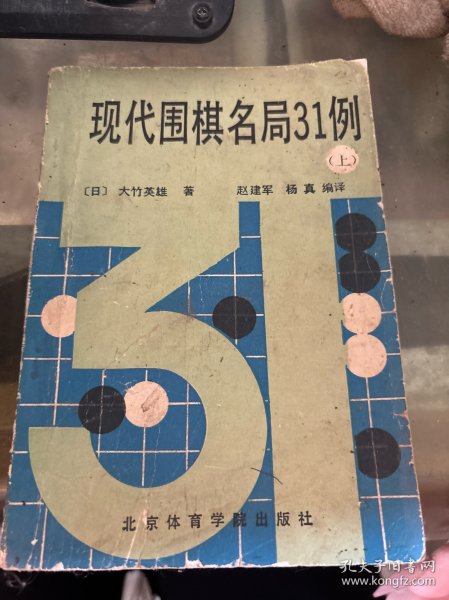 现代围棋名局31例
（上）
〔日〕 大竹英雄 著 赵建军 杨真 编译
31
北京体育学院出版社
孔夫子旧书网
www.kongfz.com